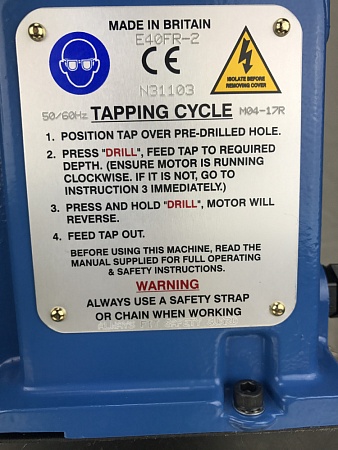 MADE IN BRITAIN
E40FR-2
CE
ISOLATE BEFORE
REMOVING COVER
N31103
50/60Hz TAPPING CYCLE M04-17R
1. POSITION TAP OVER PRE-DRILLED HOLE.
2. PRESS "DRILL", FEED TAP TO REQUIRED
DEPTH. (ENSURE MOTOR IS RUNNING
CLOCKWISE. IF IT IS NOT, GO TO
INSTRUCTION 3 IMMEDIATELY.)
3. PRESS AND HOLD "DRILL", MOTOR WILL
REVERSE.
4. FEED TAP OUT.
BEFORE USING THIS MACHINE, READ THE
MANUAL SUPPLIED FOR FULL OPERATING
& SAFETY INSTRUCTIONS.
WARNING
ALWAYS USE A SAFETY STRAP
OR CHAIN WHEN WORKING